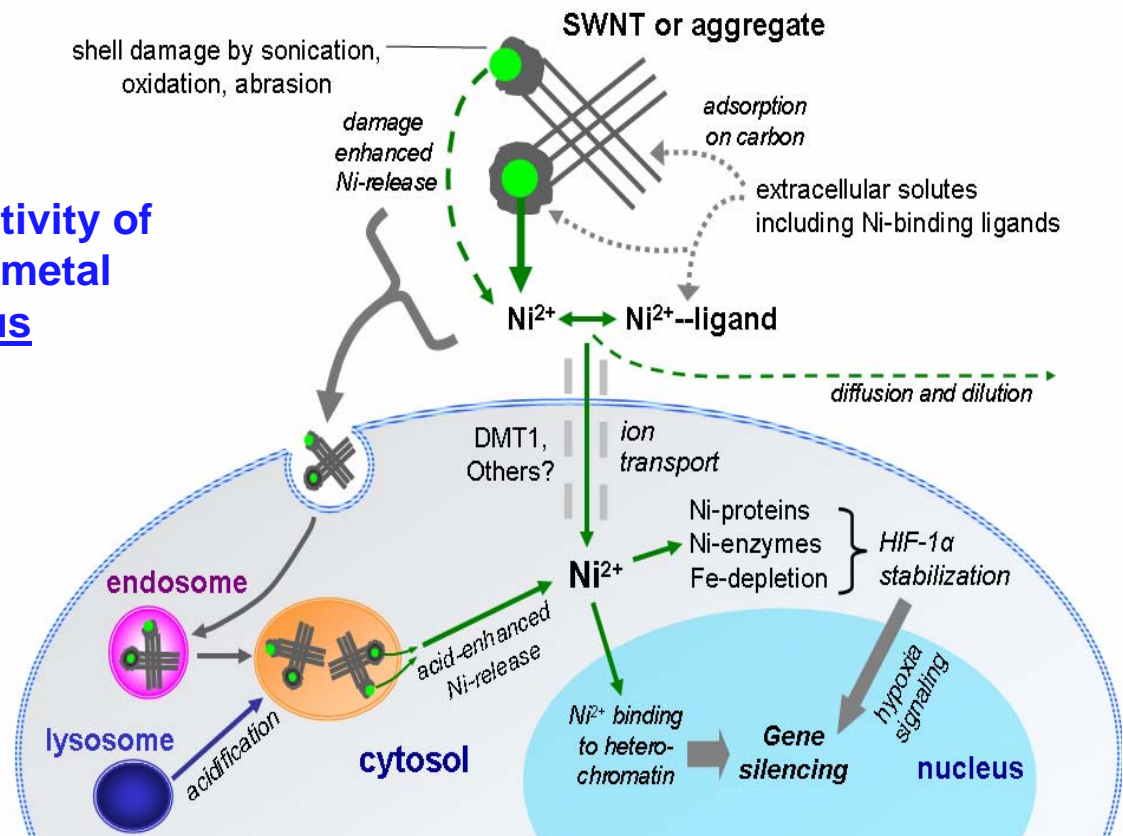 SWNT or aggregate
shell damage by sonication,
oxidation, abrasion
damage
enhanced
Ni-release
adsorption
on carbon
extracellular solutes
including Ni-binding ligands
tivity of
metal
us
Ni²⁺
Ni²⁺--ligand
diffusion and dilution
DMT1,
Others?
ion
transport
Ni-proteins
Ni-enzymes
Fe-depletion
HIF-1α
stabilization
Ni²⁺
endosome
acid-enhanced
Ni-release
hypoxia
signaling
lysosome
acidification
cytosol
Ni²⁺ binding
to hetero-
chromatin
Gene
silencing
nucleus